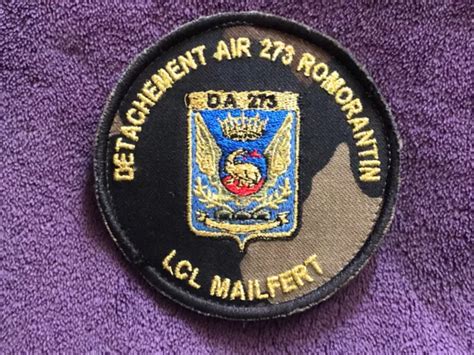 DETACHEMENT AIR 273 ROMORANTIN
DA 273
LCL MAILFERT